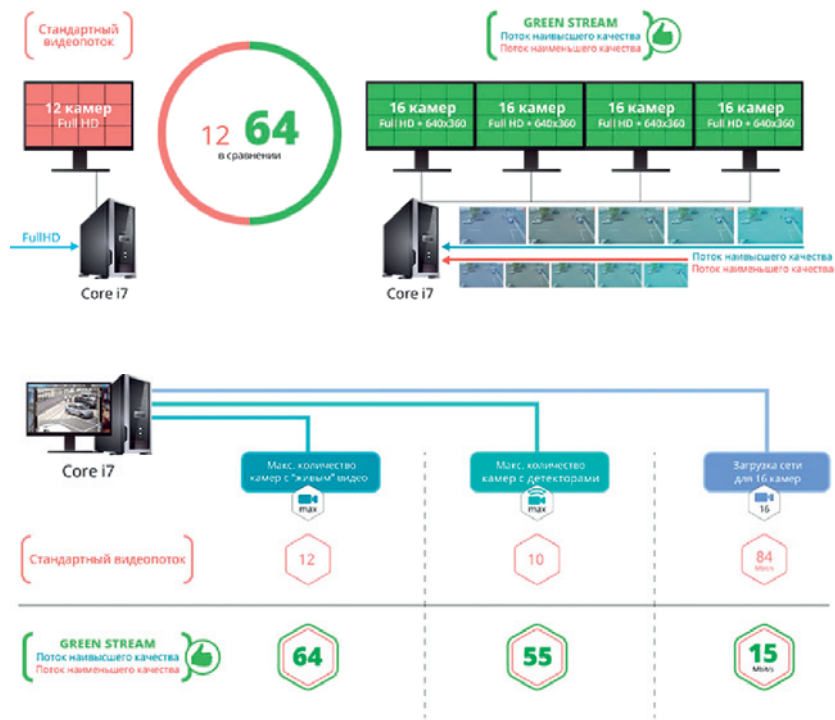 Стандартный
видеопоток
GREEN STREAM
Поток наивысшего качества
Поток наименьшего качества
12 камер
Full HD
12 64
в сравнении
16 камер
Full HD + 640x360
16 камер
Full HD + 640x360
16 камер
Full HD + 640x360
16 камер
Full HD + 640x360
FullHD
Core i7
Поток наивысшего качества
Поток наименьшего качества
Core i7
Core i7
Макс. количество
камер с "живым" видео
max
Макс. количество
камер с детекторами
max
Загрузка сети
для 16 камер
16
Стандартный видеопоток
12
10
84
Mbit/s
GREEN STREAM
Поток наивысшего качества
Поток наименьшего качества
64
55
15
Mbit/s